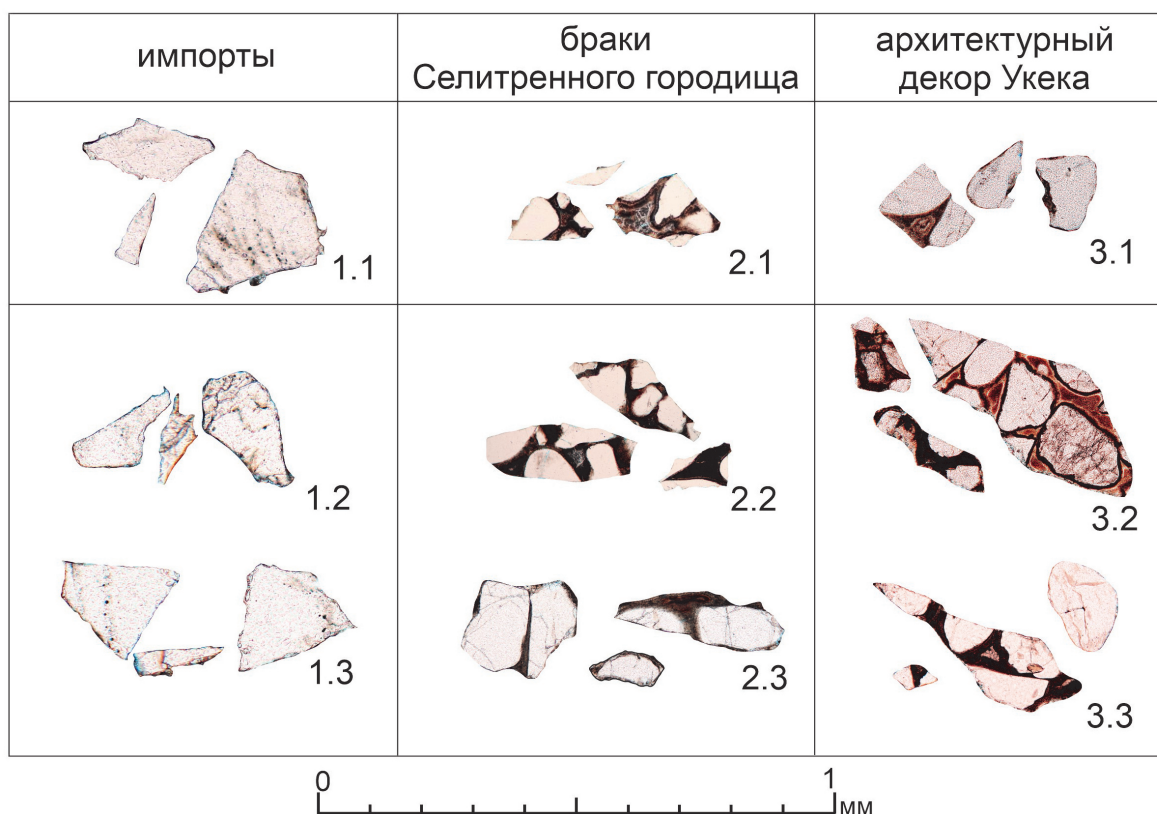 импорты
браки
Селитренного городища
архитектурный
декор Укека
1.1
2.1
3.1
1.2
2.2
3.2
1.3
2.3
3.3
0
1
мм